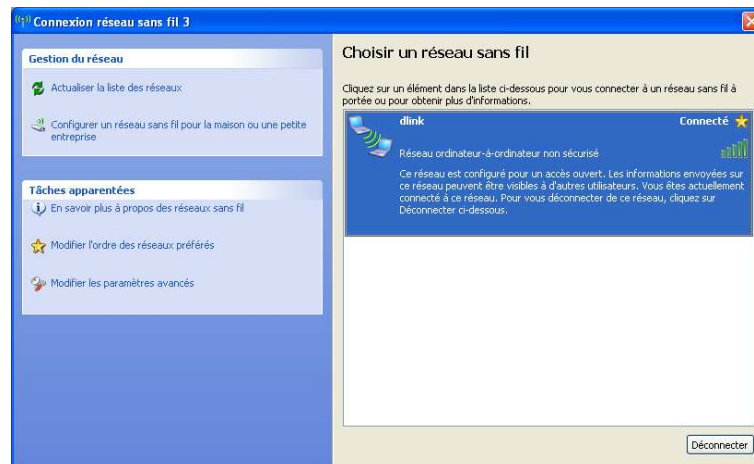 Connexion réseau sans fil 3
Gestion du réseau
Actualiser la liste des réseaux
Configurer un réseau sans fil pour la maison ou une petite
entreprise
Tâches apparentées
En savoir plus à propos des réseaux sans fil
Modifier l'ordre des réseaux préférés
Modifier les paramètres avancés
Choisir un réseau sans fil
Cliquez sur un élément dans la liste ci-dessous pour vous connecter à un réseau sans fil à
portée ou pour obtenir plus d'informations.
dlink Connecté
Réseau ordinateur-à-ordinateur non sécurisé
Ce réseau est configuré pour un accès ouvert. Les informations envoyées sur
ce réseau peuvent être visibles à d'autres utilisateurs. Vous êtes actuellement
connecté à ce réseau. Pour vous déconnecter de ce réseau, cliquez sur
Déconnecter ci-dessous.
Déconnecter